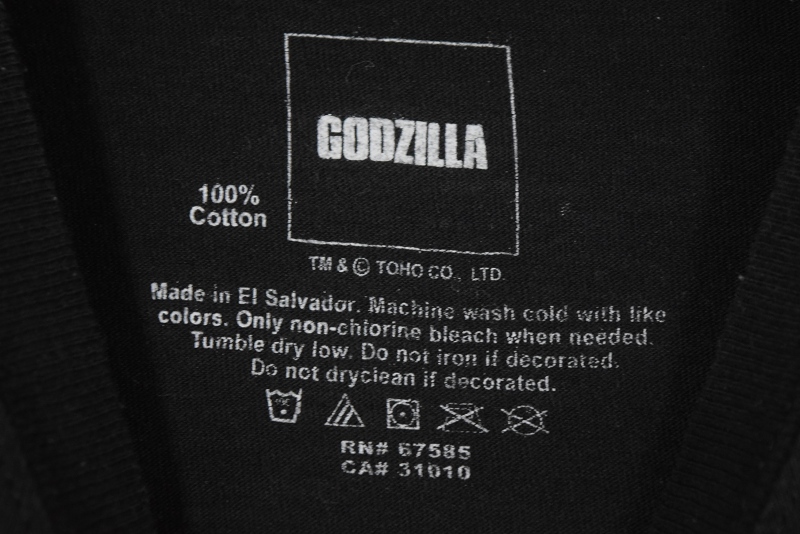 GODZILLA
100%
Cotton
TM & © TOHO CO., LTD.
Made in El Salvador. Machine wash cold with like
colors. Only non-chlorine bleach when needed.
Tumble dry low. Do not iron if decorated.
Do not dryclean if decorated.
RN# 67585
CA# 31010